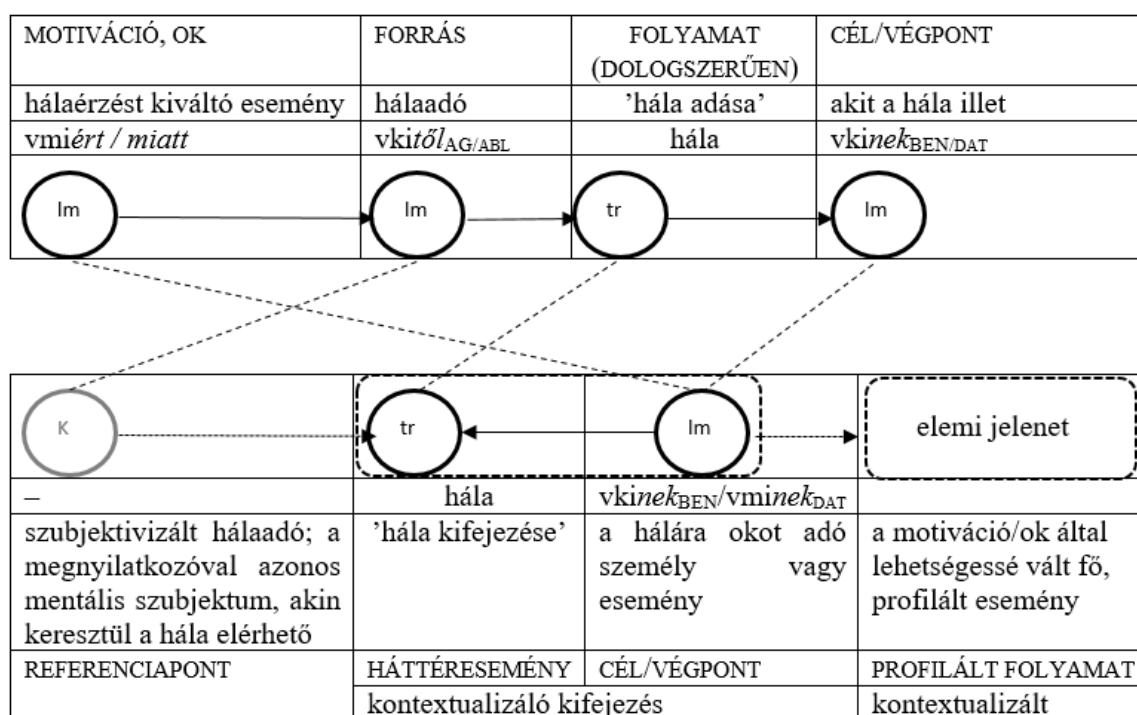 MOTIVÁCIÓ, OK
FORRÁS
FOLYAMAT
(DOLOGSZERŰEN)
CÉL/VÉGPONT
hálaérzést kiváltó esemény
hálaadó
’hála adása’
akit a hála illet
vmiért / miatt
vkitőlAG/ABL
hála
vkinekBEN/DAT
lm
lm
tr
lm
K
tr
lm
elemi jelenet
–
hála
vkinekBEN/vminekDAT
szubjektivizált hálaadó; a
megnyilatkozóval azonos
mentális szubjektum, akin
keresztül a hála elérhető
’hála kifejezése’
a hálára okot adó
személy vagy
esemény
a motiváció/ok által
lehetségessé vált fő,
profilált esemény
REFERENCIAPONT
HÁTTÉRESEMÉNY
CÉL/VÉGPONT
PROFILÁLT FOLYAMAT
kontextualizáló kifejezés
kontextualizált